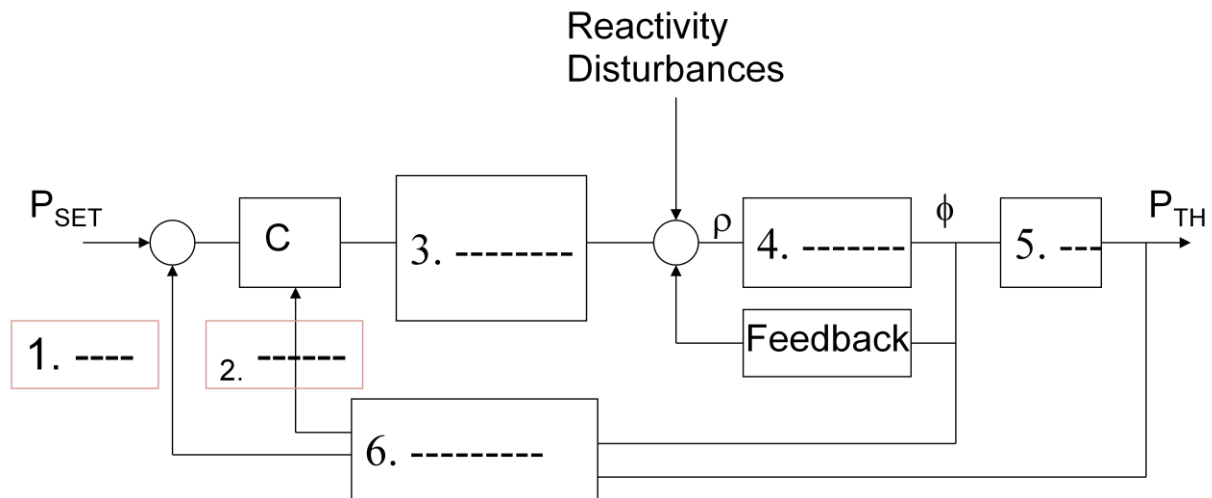 Reactivity
Disturbances
P_SET
C
3. --------
ρ
4. -------
ϕ
5. ---
P_TH
1. ----
2. ------
Feedback
6. ---------